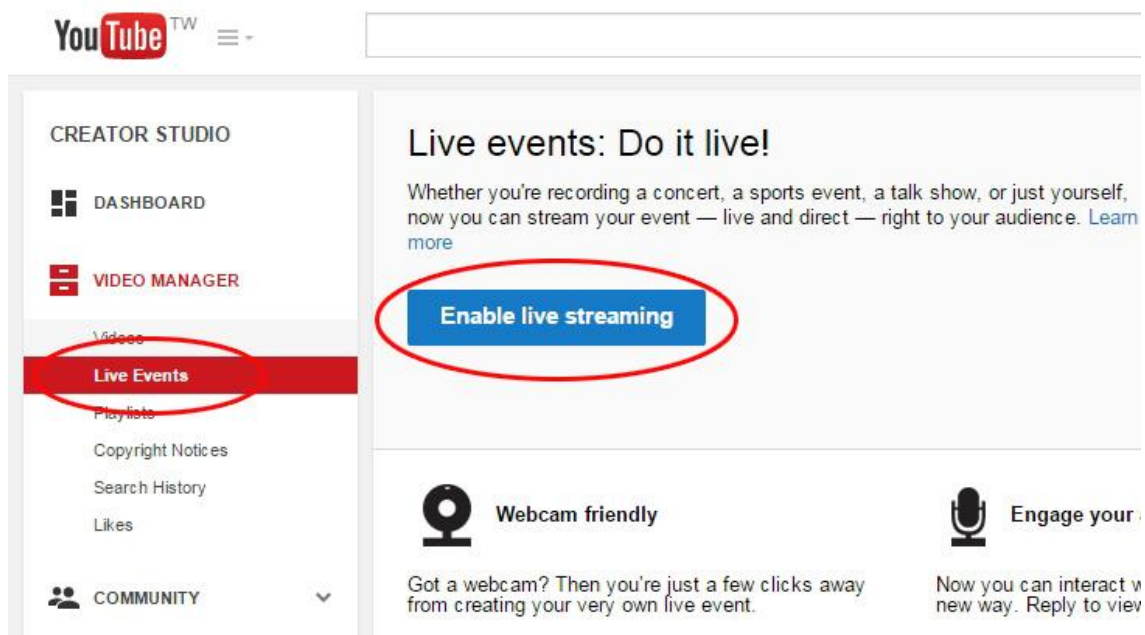 YouTube TW
CREATOR STUDIO
DASHBOARD
VIDEO MANAGER
Videos
Live Events
Playlists
Copyright Notices
Search History
Likes
COMMUNITY
Live events: Do it live!
Whether you're recording a concert, a sports event, a talk show, or just yourself,
now you can stream your event — live and direct — right to your audience. Learn
more
Enable live streaming
Webcam friendly
Got a webcam? Then you're just a few clicks away
from creating your very own live event.
Engage your
Now you can interact
new way. Reply to